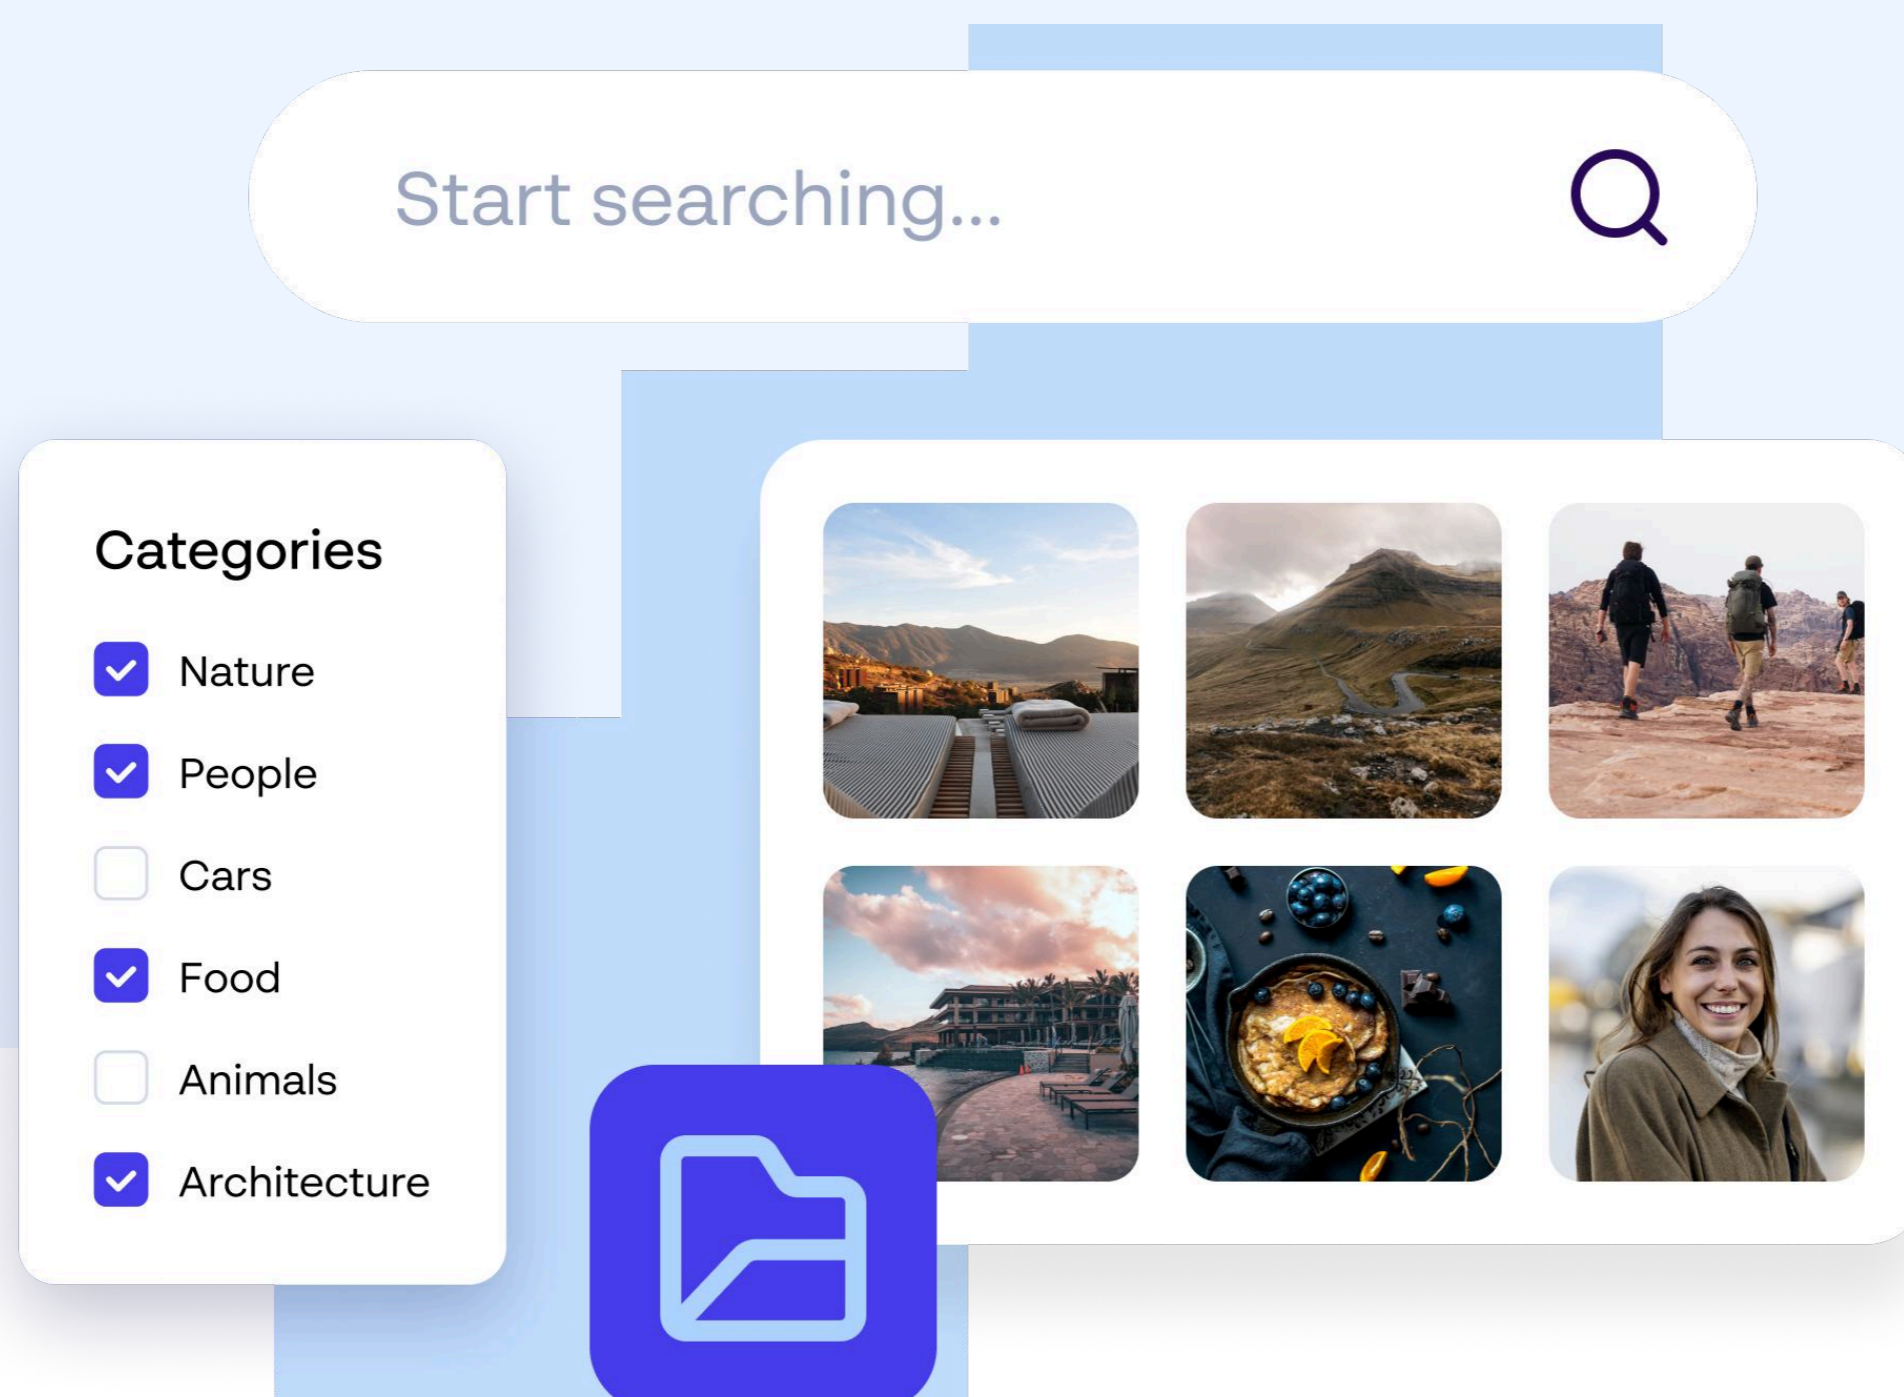 Start searching...
Categories
Nature
People
Cars
Food
Animals
Architecture